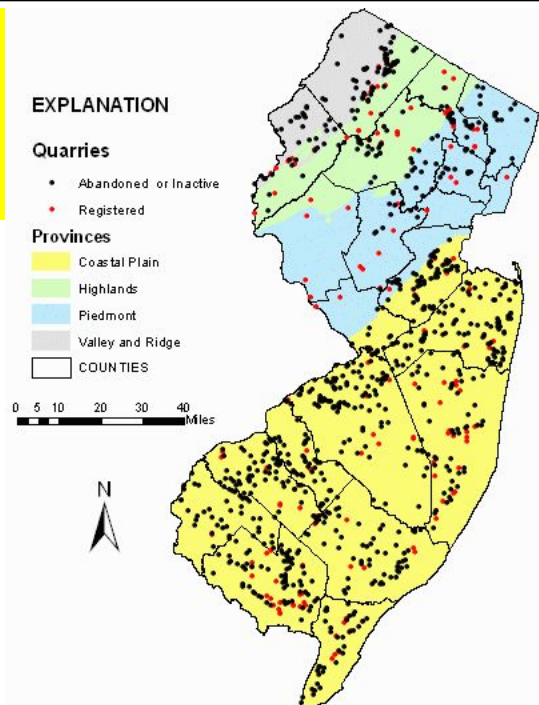 EXPLANATION
Quarries
Abandoned or Inactive
Registered
Provinces
Coastal Plain
Highlands
Piedmont
Valley and Ridge
COUNTIES
0 5 10 20 30 40
Miles
N